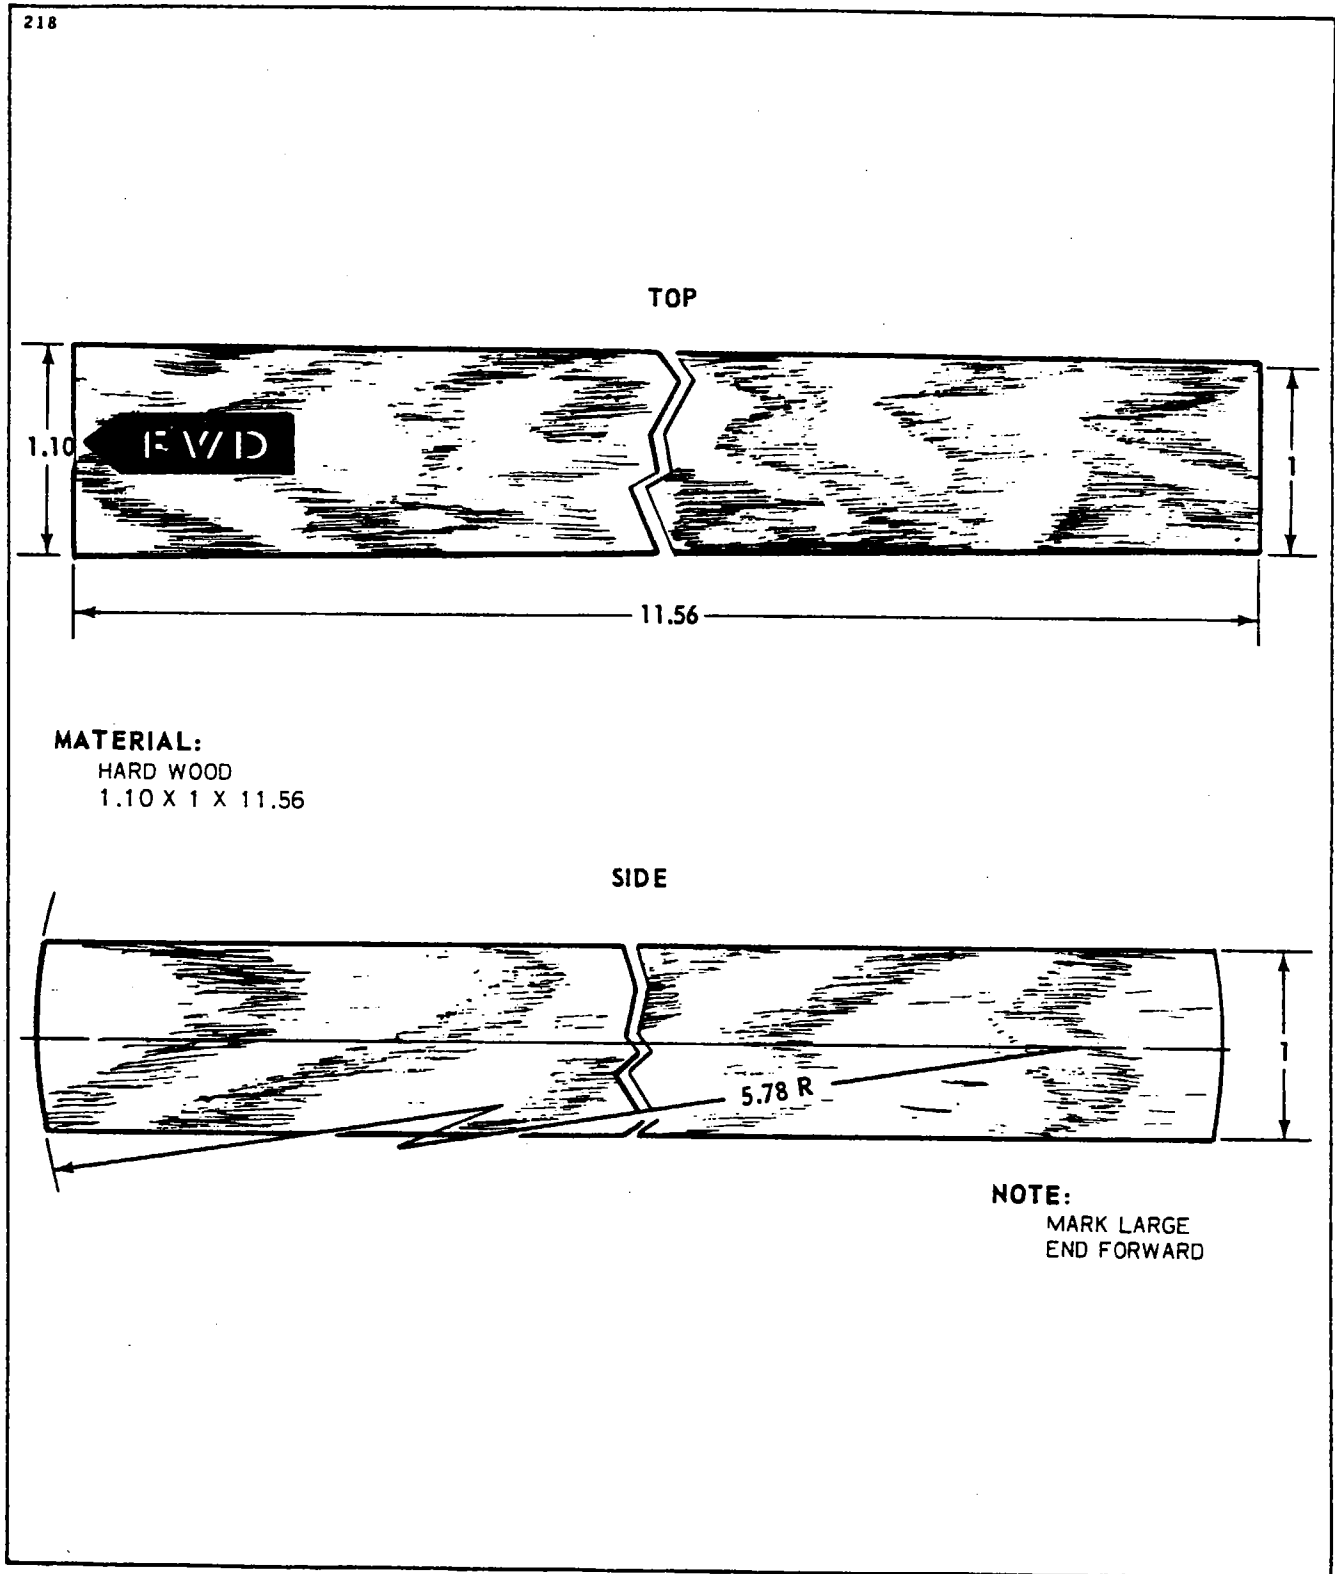 218
TOP
1.10
FWD
1
11.56
MATERIAL:
HARD WOOD
1.10 X 1 X 11.56
SIDE
1
5.78 R
NOTE:
MARK LARGE
END FORWARD